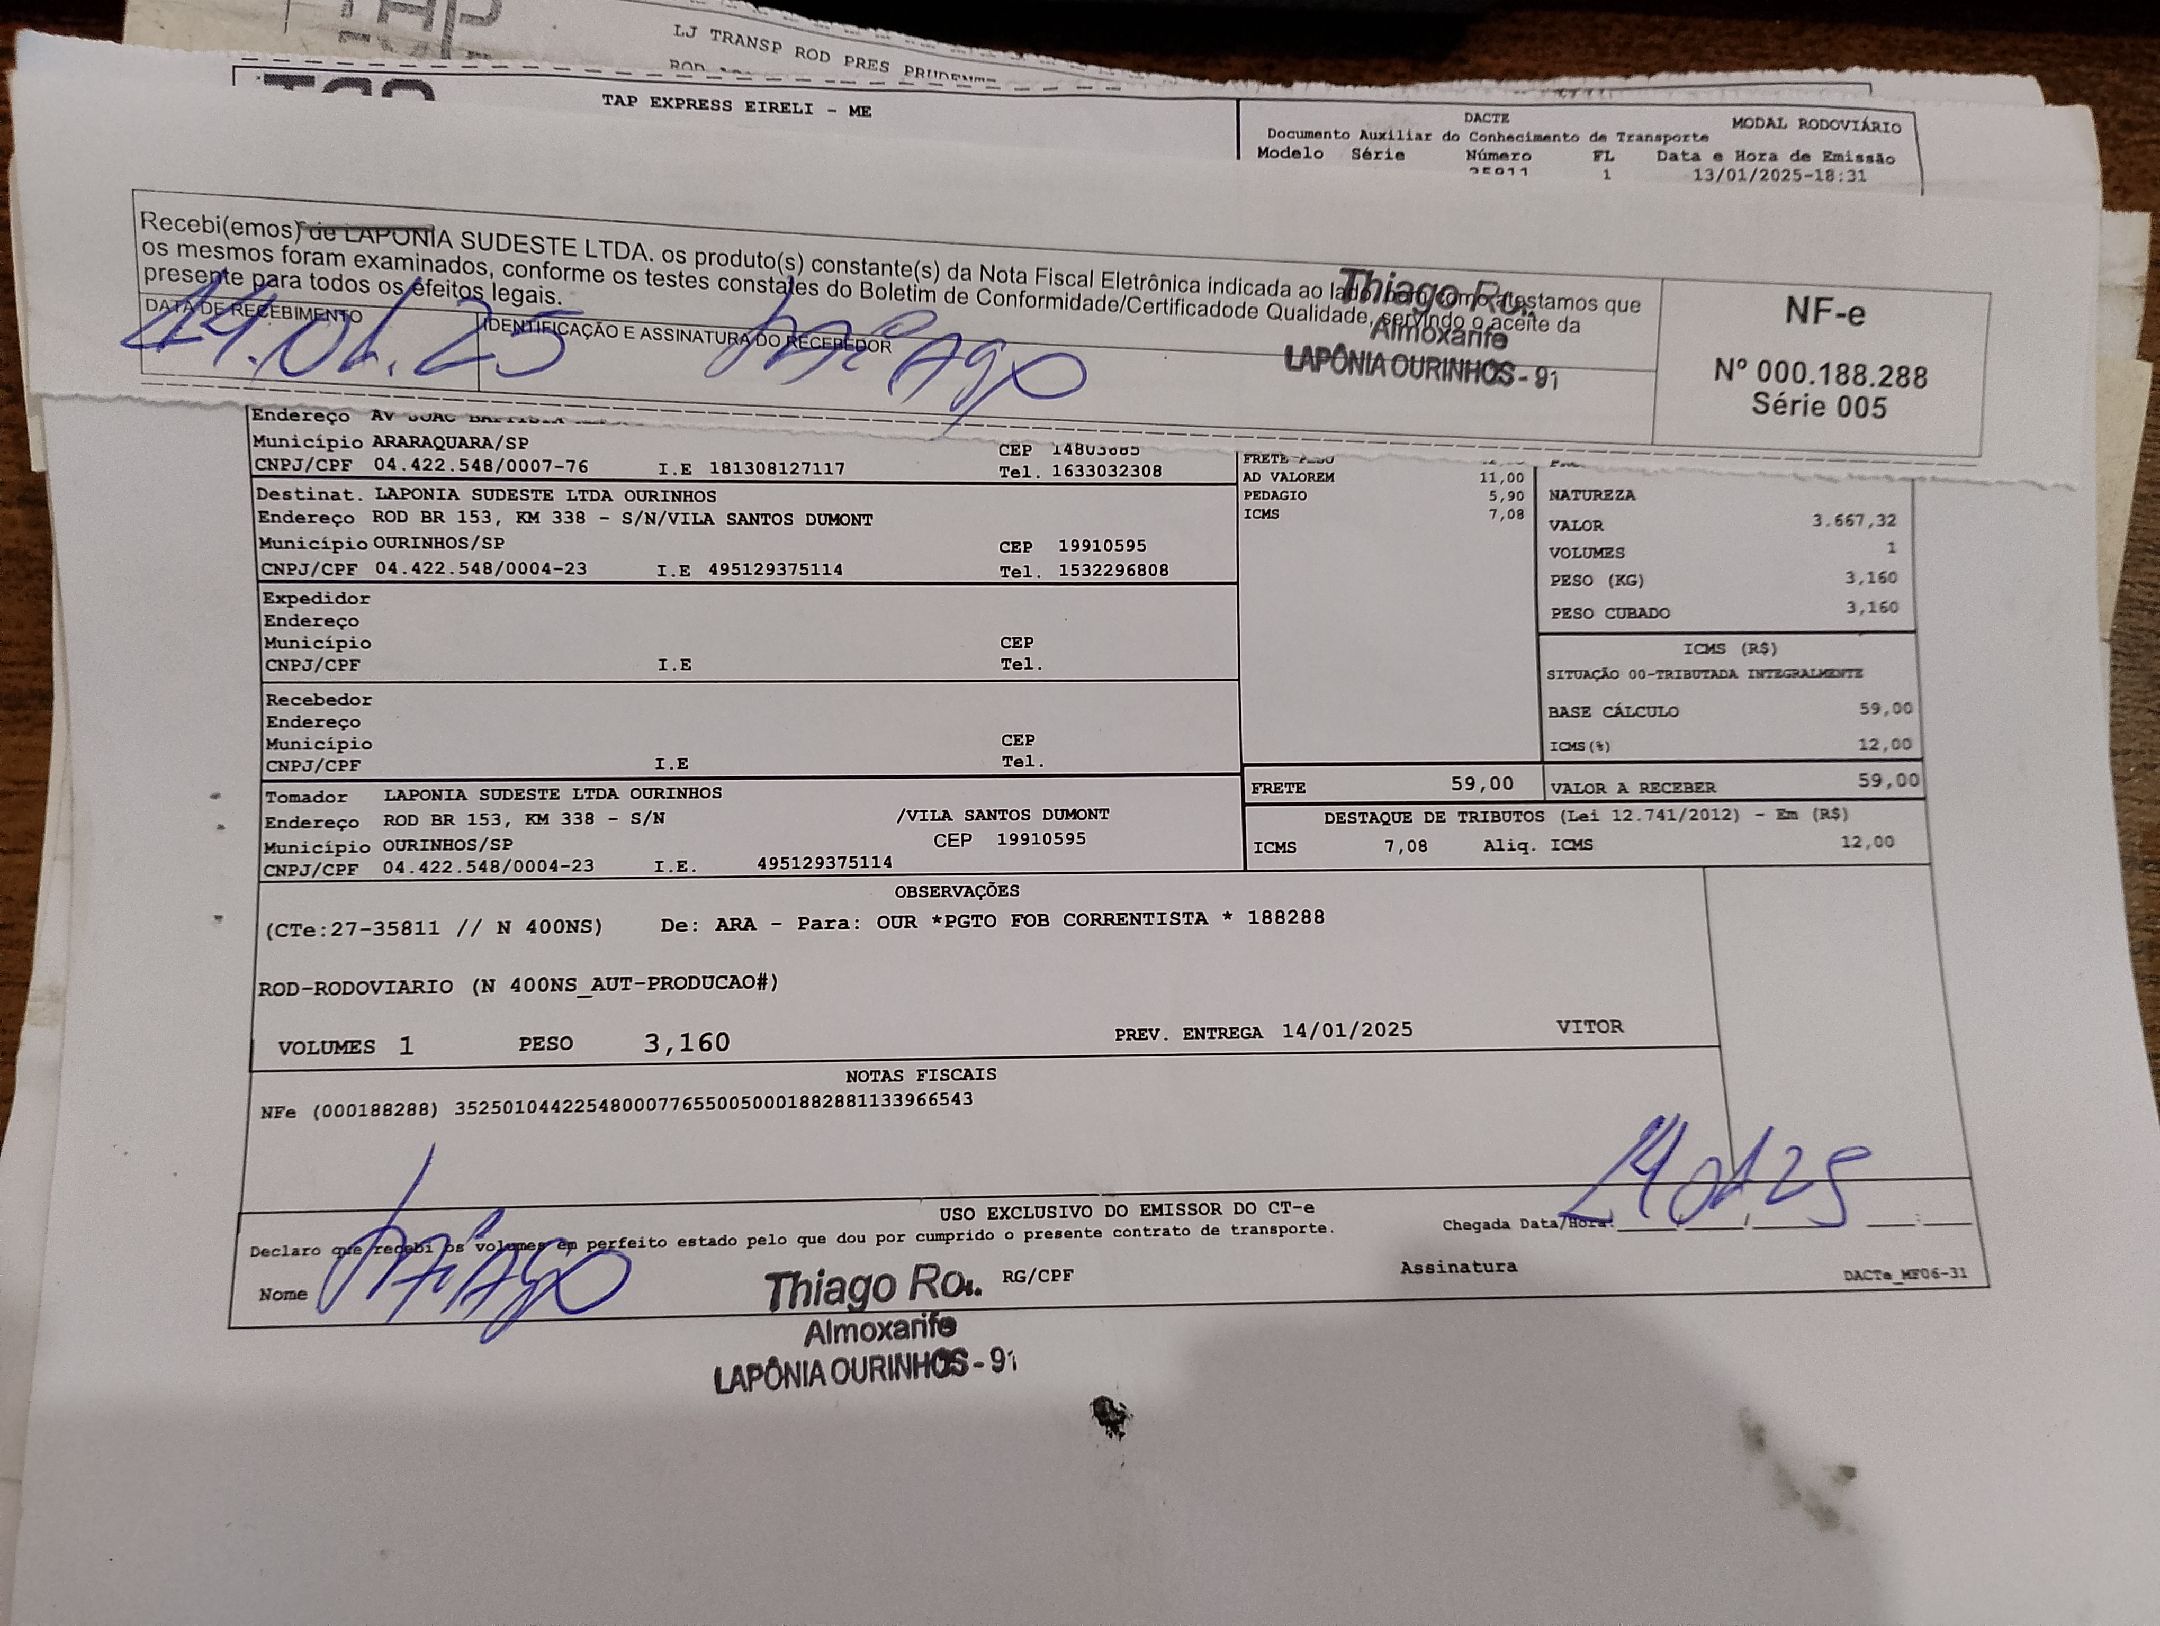 LJ TRANSP ROD PRES PRUDENTE
TAP EXPRESS EIRELI - ME
DACTE
MODAL RODOVIÁRIO
Documento Auxiliar do Conhecimento de Transporte
Modelo Série Número FL Data e Hora de Emissão
1 13/01/2025-18:31
Recebi(emos) de LAPONIA SUDESTE LTDA. os produto(s) constante(s) da Nota Fiscal Eletrônica indicada ao lado, bem como atestamos que
os mesmos foram examinados, conforme os testes constates do Boletim de Conformidade/Certificadode Qualidade, servindo o aceite da
presente para todos os efeitos legais.
DATA DE RECEBIMENTO
14.01.25
IDENTIFICAÇÃO E ASSINATURA DO RECEBEDOR
Thiago
Thiago
Almoxarife
LAPÔNIA OURINHOS - 91
NF-e
Nº 000.188.288
Série 005
Endereço AV
Município ARARAQUARA/SP CEP
CNPJ/CPF 04.422.548/0007-76 I.E 181308127117 Tel. 1633032308
Destinat. LAPONIA SUDESTE LTDA OURINHOS
Endereço ROD BR 153, KM 338 - S/N/VILA SANTOS DUMONT
Município OURINHOS/SP CEP 19910595
CNPJ/CPF 04.422.548/0004-23 I.E 495129375114 Tel. 1532296808
Expedidor
Endereço
Município CEP
CNPJ/CPF I.E Tel.
Recebedor
Endereço
Município CEP
CNPJ/CPF I.E Tel.
Tomador LAPONIA SUDESTE LTDA OURINHOS
Endereço ROD BR 153, KM 338 - S/N /VILA SANTOS DUMONT
Município OURINHOS/SP CEP 19910595
CNPJ/CPF 04.422.548/0004-23 I.E. 495129375114
FRETE PESO
AD VALOREM 11,00
PEDAGIO 5,90
ICMS 7,08
NATUREZA
VALOR 3.667,32
VOLUMES 1
PESO (KG) 3,160
PESO CUBADO 3,160
ICMS (R$)
SITUAÇÃO 00-TRIBUTADA INTEGRALMENTE
BASE CÁLCULO 59,00
ICMS(%) 12,00
FRETE 59,00 VALOR A RECEBER 59,00
DESTAQUE DE TRIBUTOS (Lei 12.741/2012) - Em (R$)
ICMS 7,08 Aliq. ICMS 12,00
OBSERVAÇÕES
(CTe:27-35811 // N 400NS) De: ARA - Para: OUR *PGTO FOB CORRENTISTA * 188288
ROD-RODOVIARIO (N 400NS_AUT-PRODUCAO#)
VOLUMES 1 PESO 3,160 PREV. ENTREGA 14/01/2025 VITOR
NOTAS FISCAIS
NFe (000188288) 35250104422548000776550050001882881133966543
USO EXCLUSIVO DO EMISSOR DO CT-e
Declaro que recebi os volumes em perfeito estado pelo que dou por cumprido o presente contrato de transporte.
Chegada Data/Hora: 14 01 25
Nome Thiago RG/CPF Assinatura
DACTe_MF06-31
Thiago
Almoxarife
LAPÔNIA OURINHOS - 91